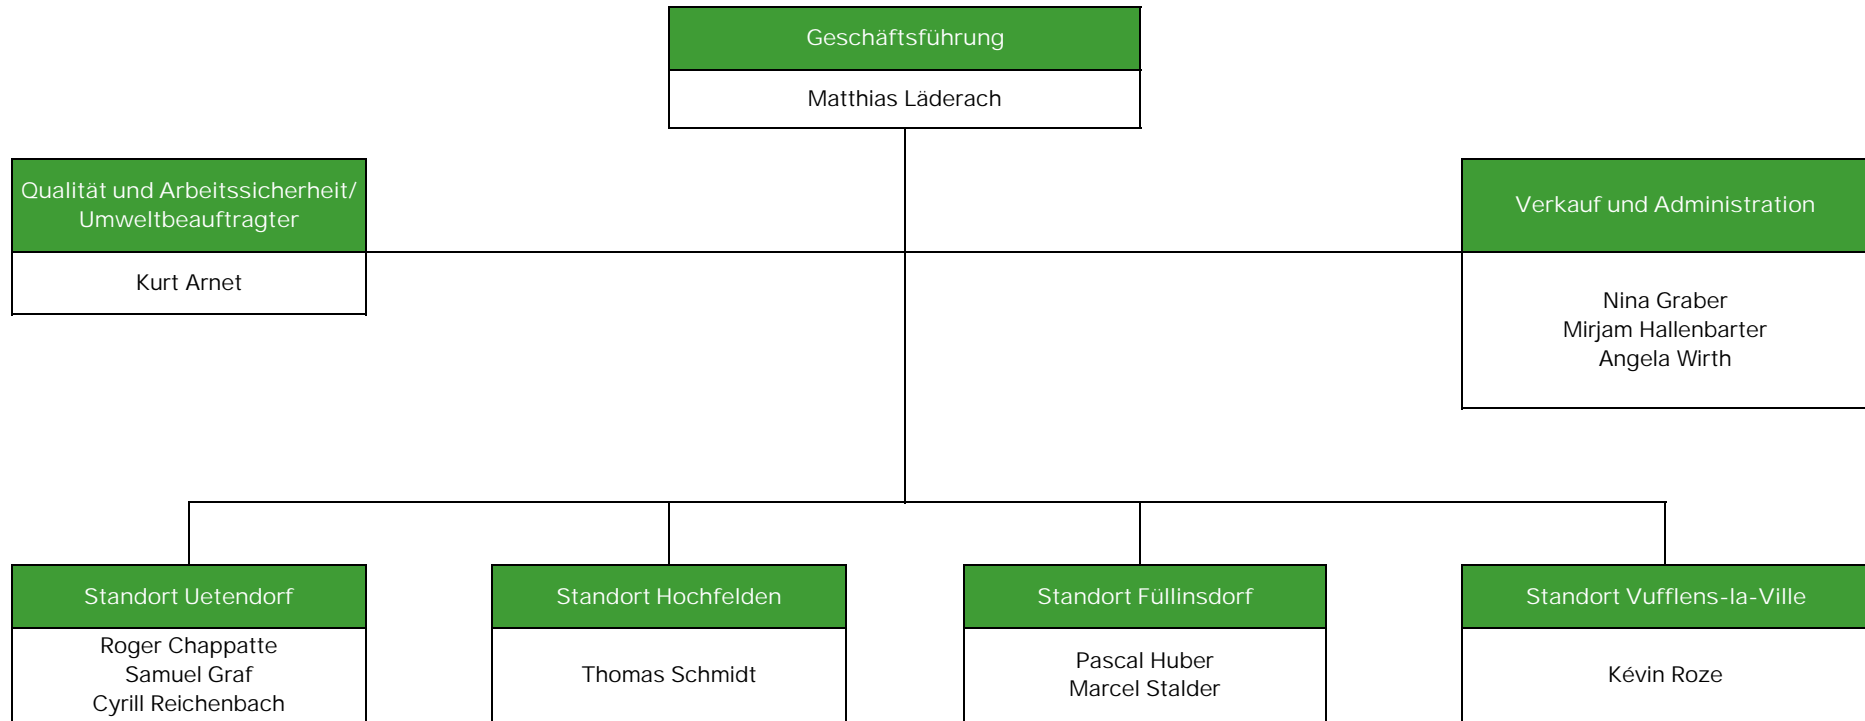 Geschäftsführung
Matthias Läderach
Qualität und Arbeitssicherheit/
Umweltbeauftragter
Kurt Arnet
Verkauf und Administration
Nina Graber
Mirjam Hallenbarter
Angela Wirth
Standort Uetendorf
Roger Chappatte
Samuel Graf
Cyrill Reichenbach
Standort Hochfelden
Thomas Schmidt
Standort Füllinsdorf
Pascal Huber
Marcel Stalder
Standort Vufflens-la-Ville
Kévin Roze